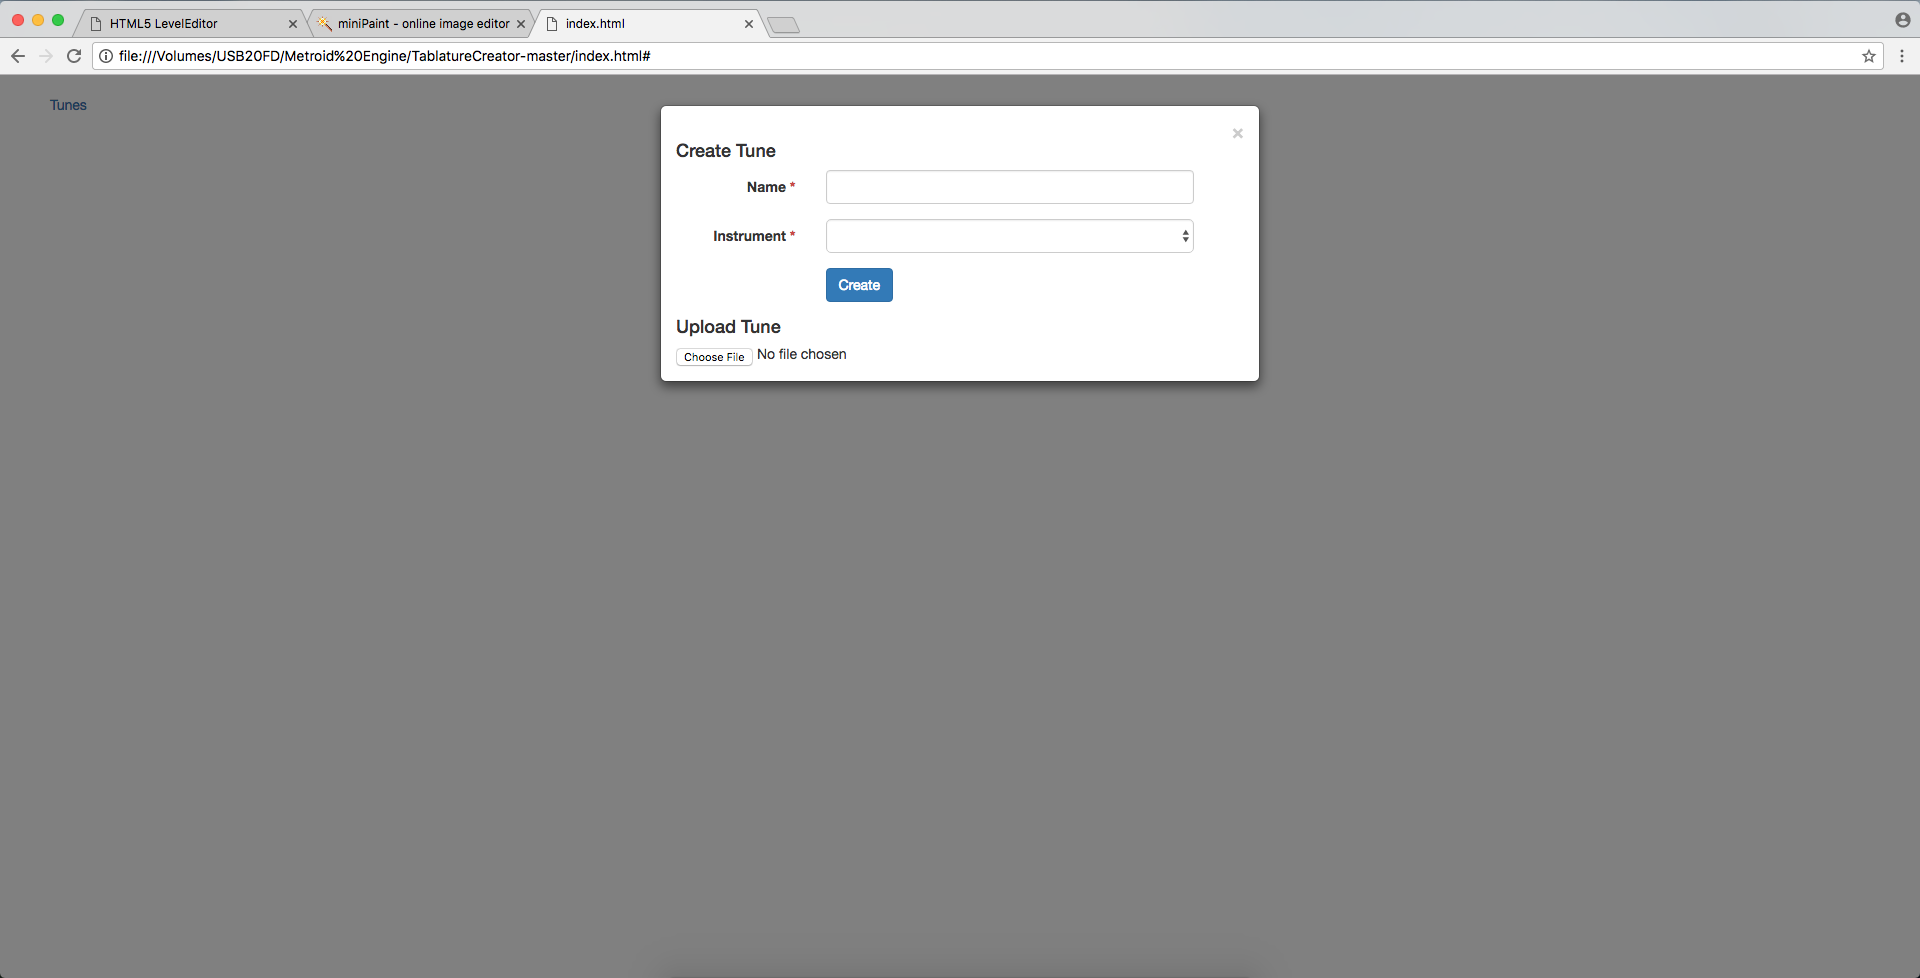 HTML5 LevelEditor
miniPaint - online image editor
index.html
file:///Volumes/USB20FD/Metroid%20Engine/TablatureCreator-master/index.html#
Tunes
×
Create Tune
Name *
Instrument *
Create
Upload Tune
Choose File No file chosen